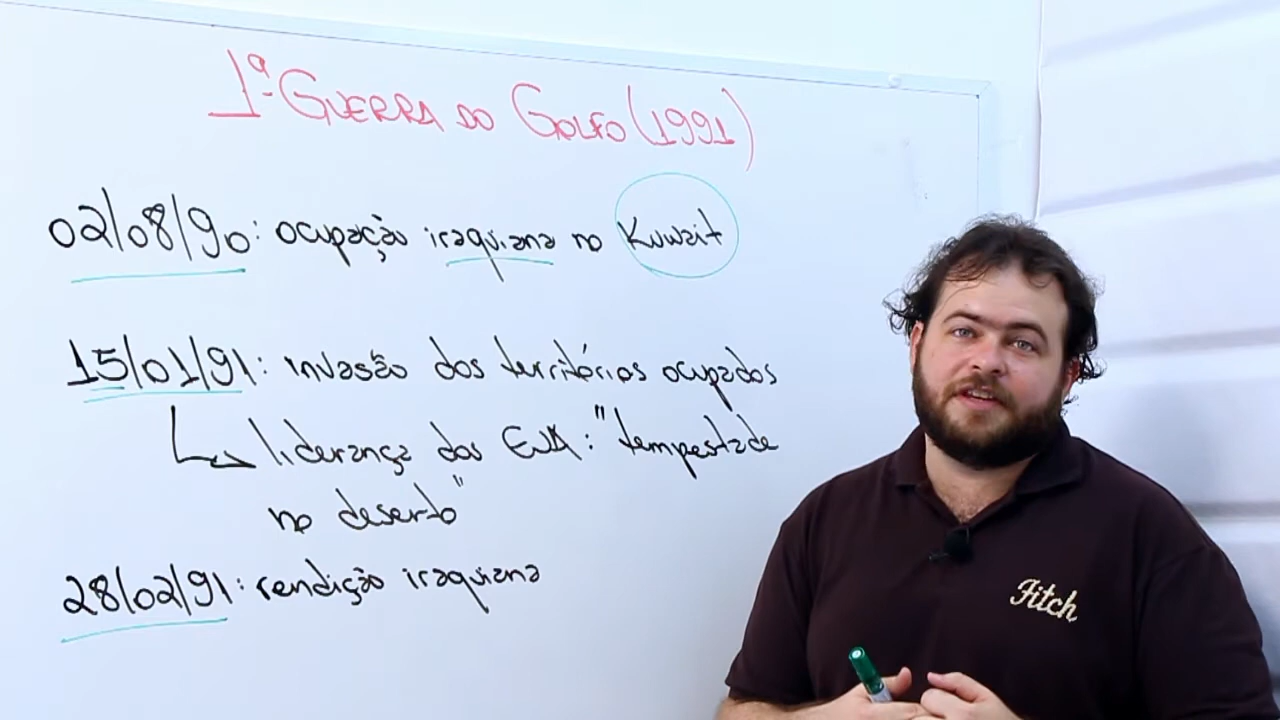 1ª GUERRA DO GOLFO (1991)
02/08/90: ocupação iraquiana no Kuwait
15/01/91: invasão dos territórios ocupados
liderança dos EUA: "tempestade
no deserto"
28/02/91: rendição iraquiana
Fitch